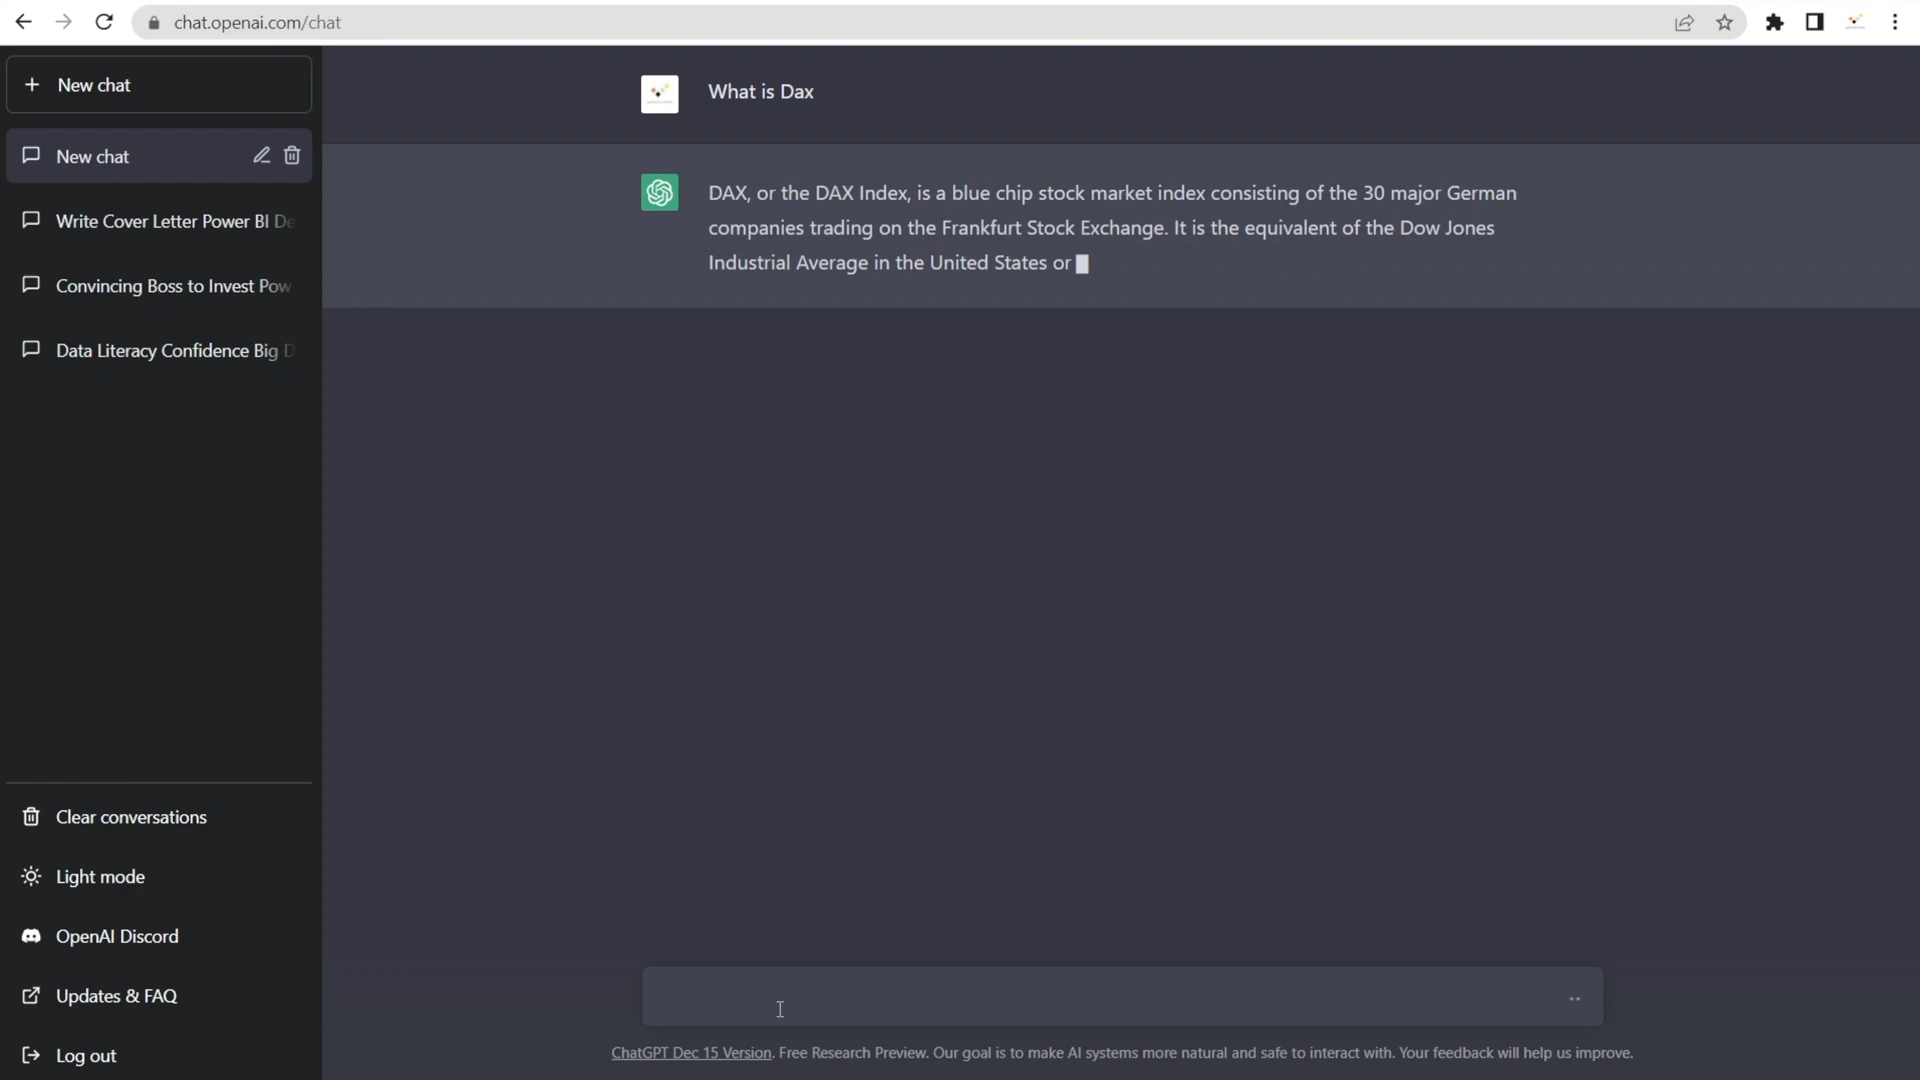 chat.openai.com/chat
New chat
New chat
Write Cover Letter Power BI De
Convincing Boss to Invest Pow
Data Literacy Confidence Big D
Clear conversations
Light mode
OpenAI Discord
Updates & FAQ
Log out
What is Dax
DAX, or the DAX Index, is a blue chip stock market index consisting of the 30 major German
companies trading on the Frankfurt Stock Exchange. It is the equivalent of the Dow Jones
Industrial Average in the United States or
ChatGPT Dec 15 Version. Free Research Preview. Our goal is to make AI systems more natural and safe to interact with. Your feedback will help us improve.